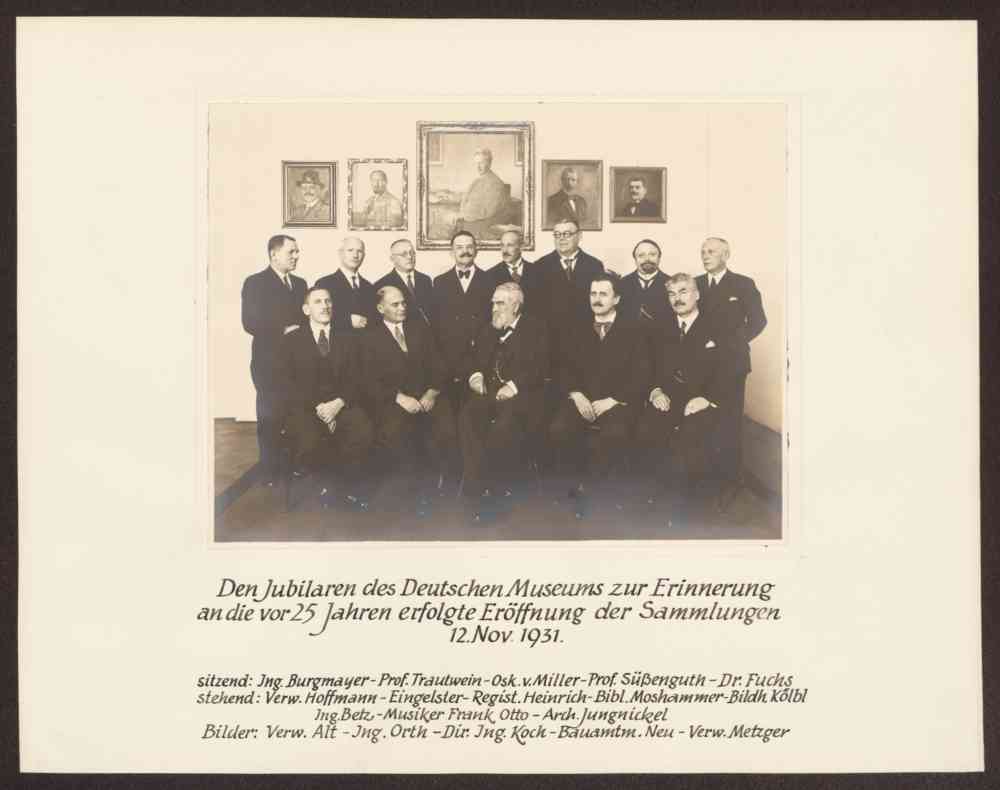 Den Jubilaren des Deutschen Museums zur Erinnerung
an die vor 25 Jahren erfolgte Eröffnung der Sammlungen
12. Nov. 1931.
sitzend: Ing. Burgmayer - Prof. Trautwein - Osk. v. Miller - Prof. Süßenguth - Dr. Fuchs
stehend: Verw. Hoffmann - Eingelster - Regist. Heinrich - Bibl. Moshammer - Bildh. Kölbl
Ing. Betz - Musiker Frank Otto - Arch. Jungnickel
Bilder: Verw. Alt - Ing. Orth - Dir. Ing. Koch - Bauamtm. Neu - Verw. Metzger